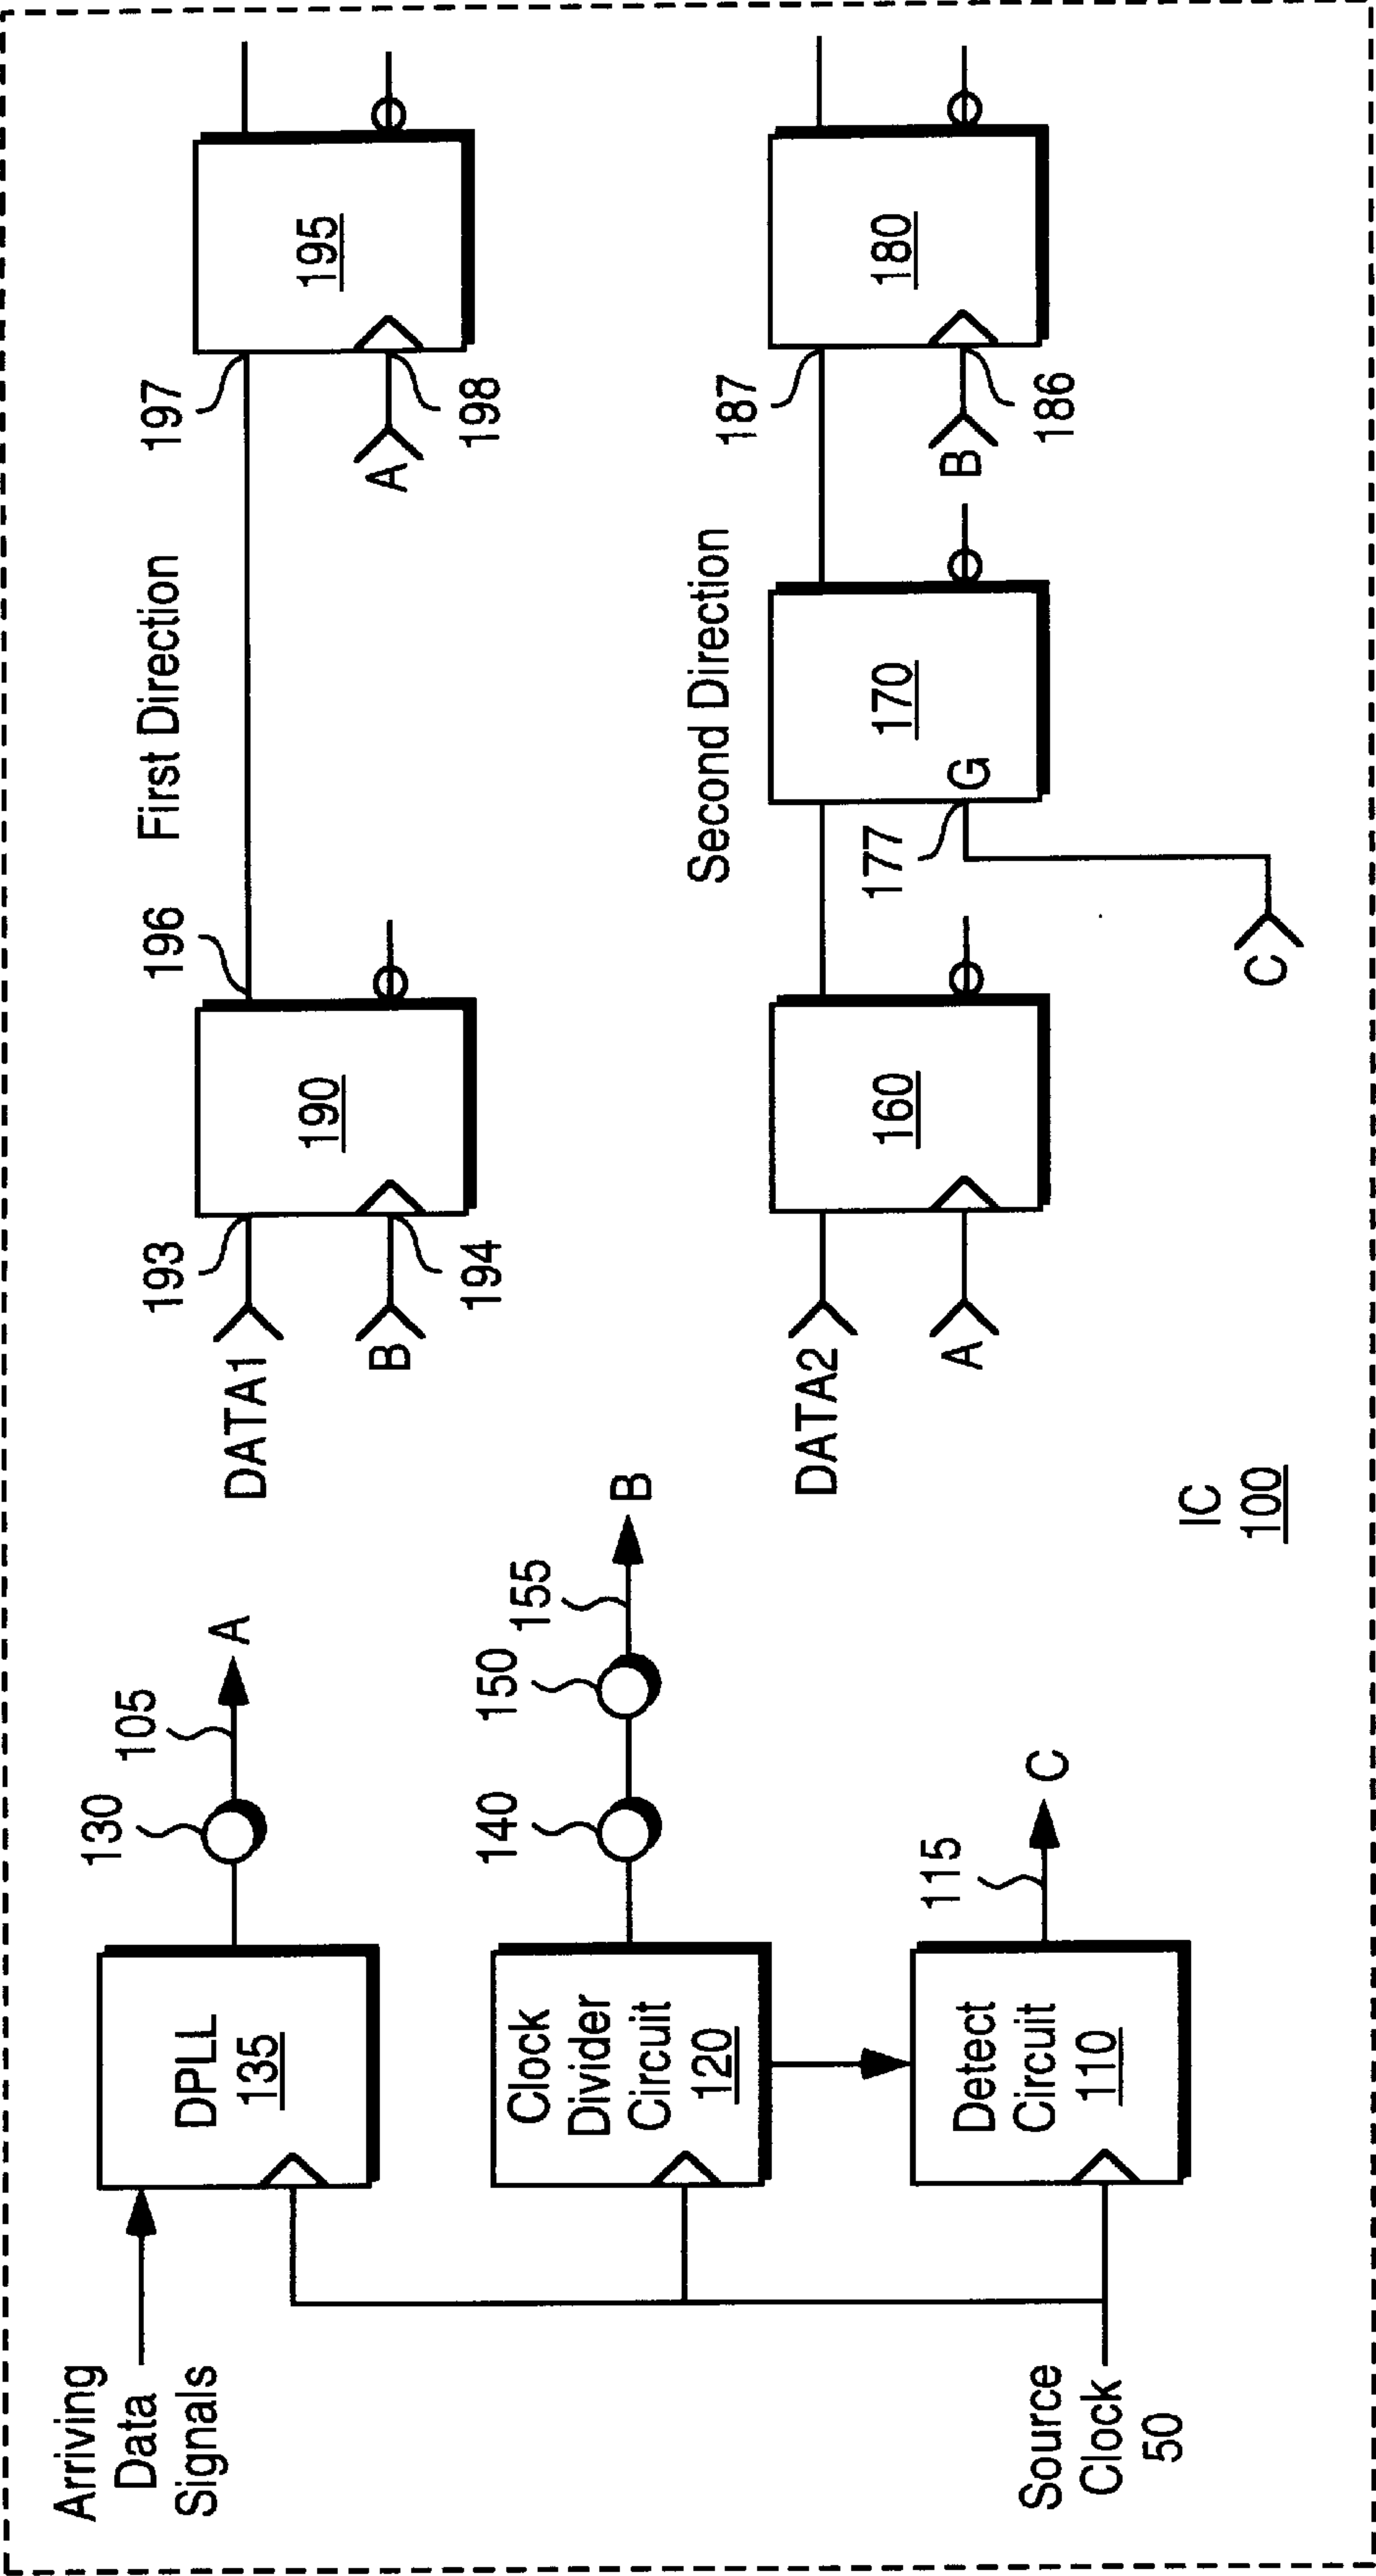 Arriving
Data
Signals
DPLL
135
130
105
A
Clock
Divider
Circuit
120
140
150
155
B
Source
Clock
50
Detect
Circuit
110
115
C
IC
100
First Direction
DATA1
193
B
194
190
196
197
A
198
195
Second Direction
DATA2
A
160
177
G
170
C
187
B
186
180